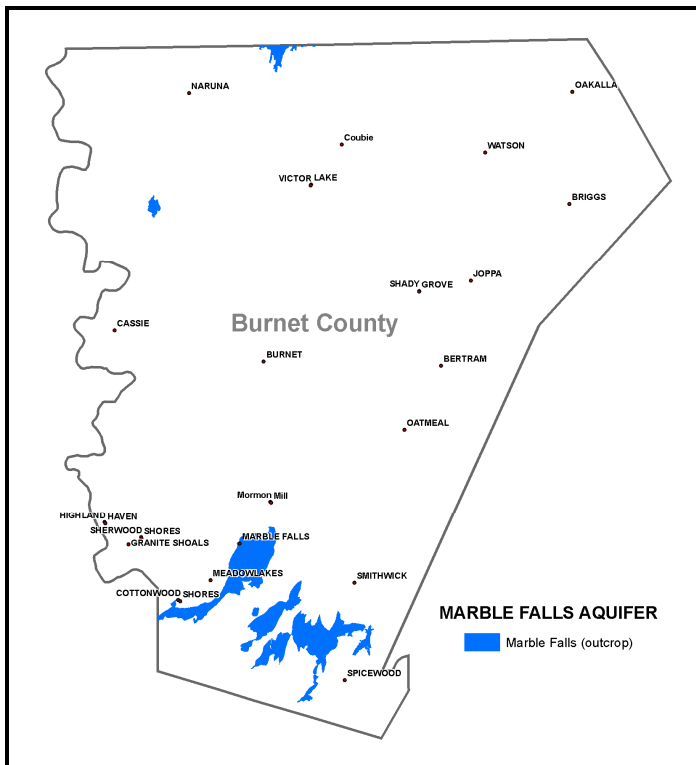 NARUNA
OAKALLA
Coubie
WATSON
VICTOR LAKE
BRIGGS
JOPPA
SHADY GROVE
CASSIE
Burnet County
BURNET
BERTRAM
OATMEAL
Mormon Mill
HIGHLAND HAVEN
SHERWOOD SHORES
MARBLE FALLS
GRANITE SHOALS
MEADOWLAKES
SMITHWICK
COTTONWOOD SHORES
MARBLE FALLS AQUIFER
Marble Falls (outcrop)
SPICEWOOD